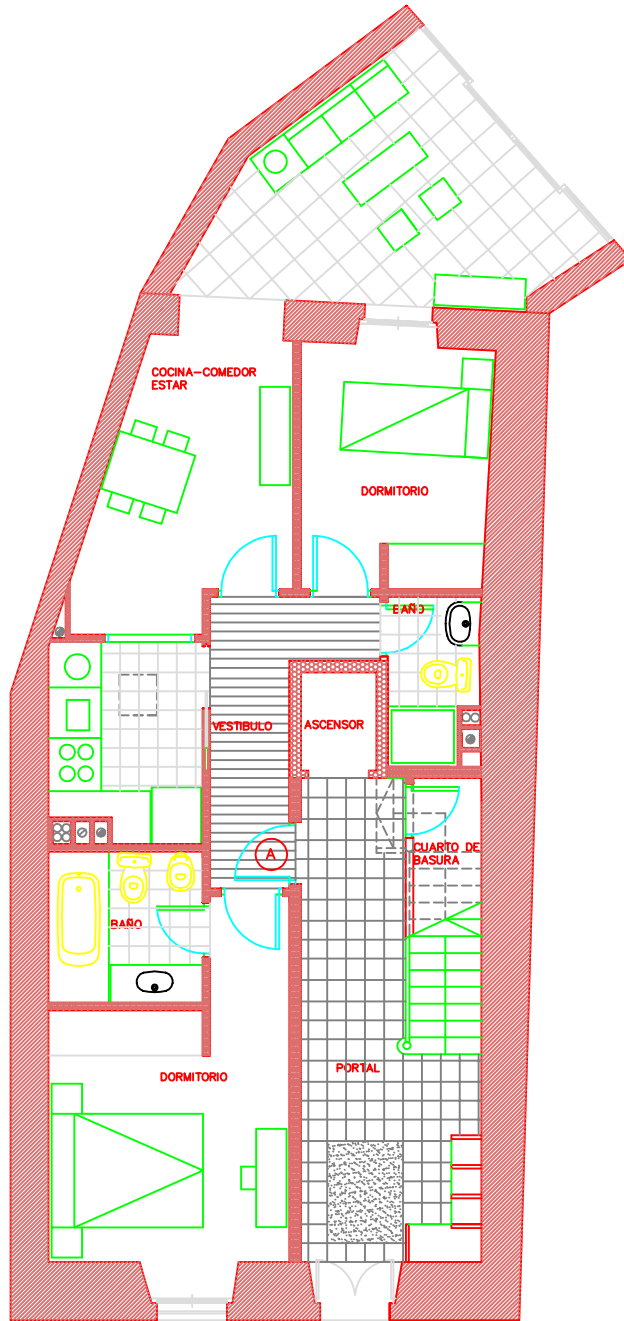 COCINA-COMEDOR
ESTAR
DORMITORIO
BAÑO
VESTIBULO
ASCENSOR
A
CUARTO DE
BASURA
BAÑO
PORTAL
DORMITORIO